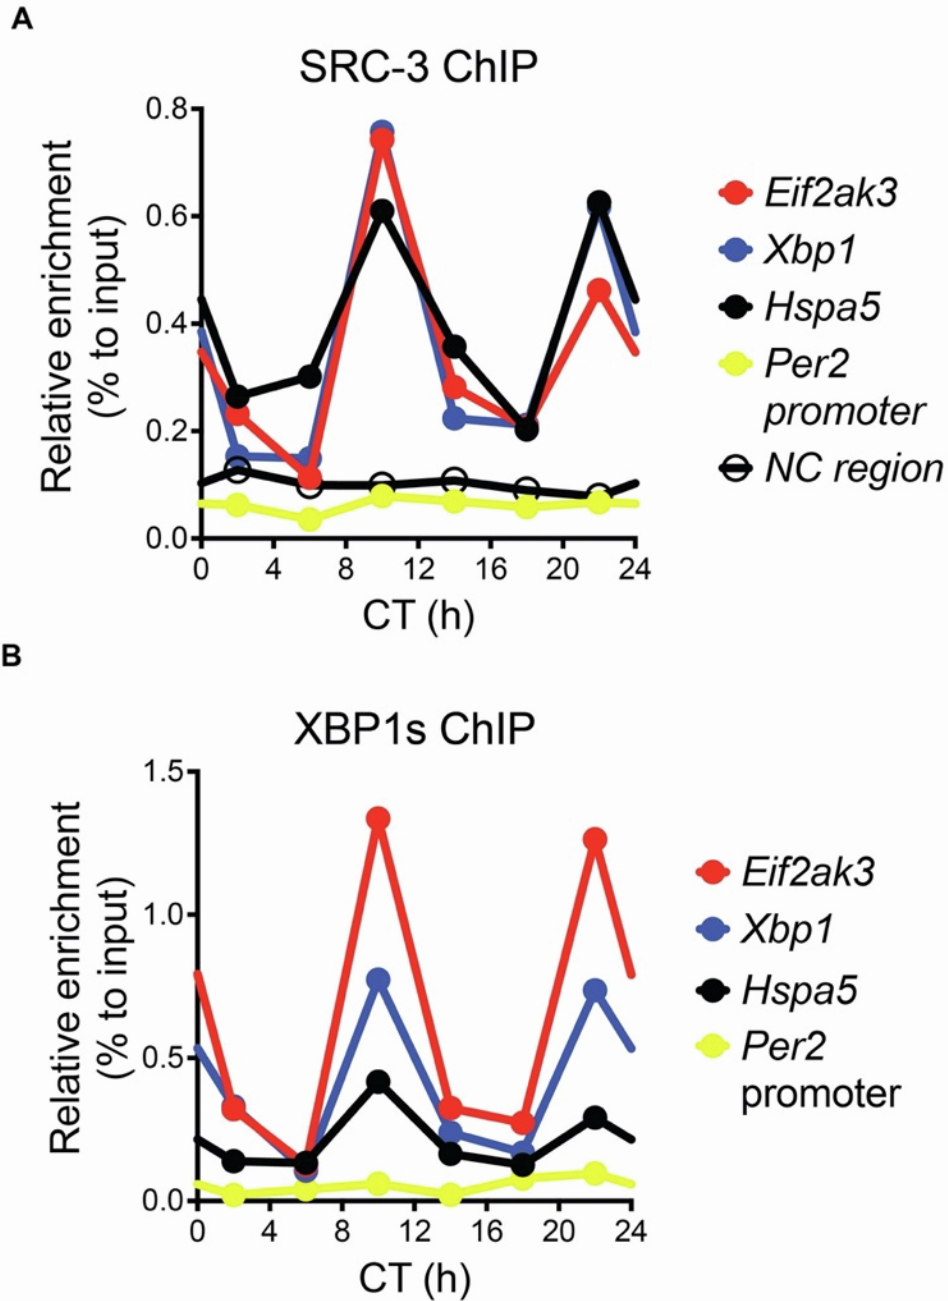 A
SRC-3 ChIP
Relative enrichment
(% to input)
0.8
0.6
0.4
0.2
0.0
0 4 8 12 16 20 24
CT (h)
Eif2ak3
Xbp1
Hspa5
Per2
promoter
NC region
B
XBP1s ChIP
Relative enrichment
(% to input)
1.5
1.0
0.5
0.0
0 4 8 12 16 20 24
CT (h)
Eif2ak3
Xbp1
Hspa5
Per2
promoter